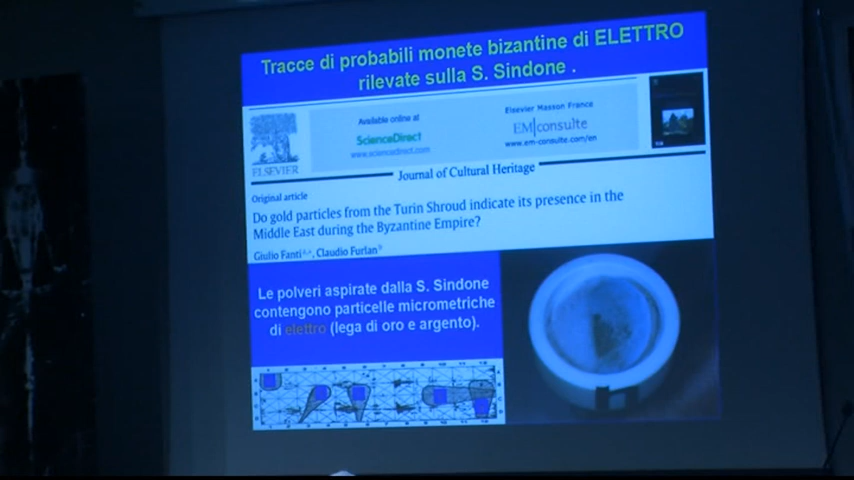 Tracce di probabili monete bizantine di ELETTRO
rilevate sulla S. Sindone .
ELSEVIER
Available online at
ScienceDirect
www.sciencedirect.com
Elsevier Masson France
EM|consulte
www.em-consulte.com/en
Journal of Cultural Heritage
Original article
Do gold particles from the Turin Shroud indicate its presence in the
Middle East during the Byzantine Empire?
Giulio Fanti, Claudio Furlan
Le polveri aspirate dalla S. Sindone
contengono particelle micrometriche
di elettro (lega di oro e argento).